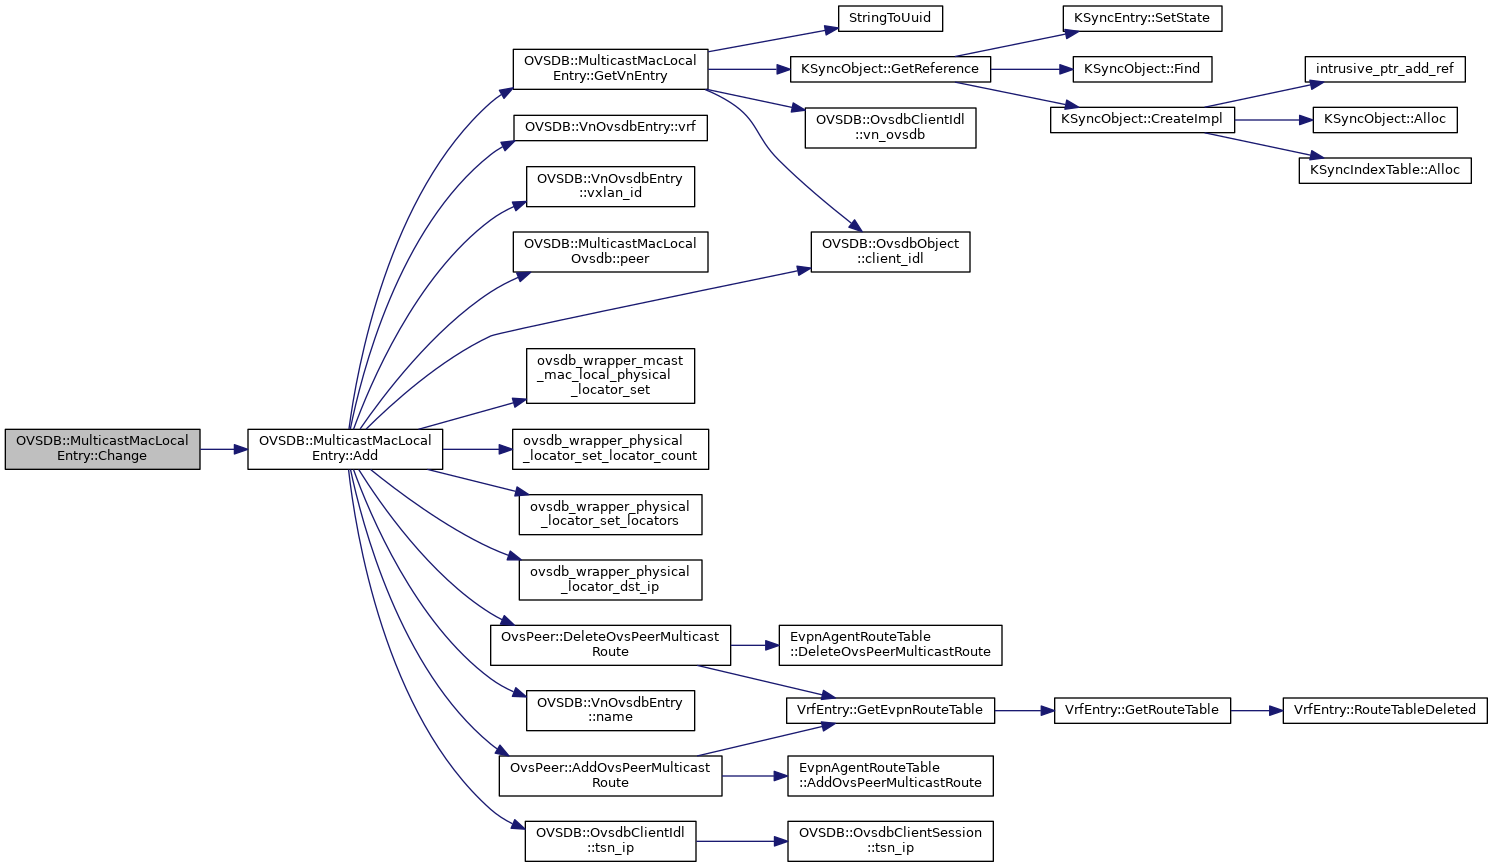 OVSDB::MulticastMacLocal
Entry::Change
OVSDB::MulticastMacLocal
Entry::Add
OVSDB::MulticastMacLocal
Entry::GetVnEntry
OVSDB::VnOvsdbEntry::vrf
OVSDB::VnOvsdbEntry
::vxlan_id
OVSDB::MulticastMacLocal
Ovsdb::peer
ovsdb_wrapper_mcast
_mac_local_physical
_locator_set
ovsdb_wrapper_physical
_locator_set_locator_count
ovsdb_wrapper_physical
_locator_set_locators
ovsdb_wrapper_physical
_locator_dst_ip
OvsPeer::DeleteOvsPeerMulticast
Route
OVSDB::VnOvsdbEntry
::name
OvsPeer::AddOvsPeerMulticast
Route
OVSDB::OvsdbClientIdl
::tsn_ip
StringToUuid
KSyncObject::GetReference
OVSDB::OvsdbClientIdl
::vn_ovsdb
OVSDB::OvsdbObject
::client_idl
EvpnAgentRouteTable
::DeleteOvsPeerMulticastRoute
VrfEntry::GetEvpnRouteTable
EvpnAgentRouteTable
::AddOvsPeerMulticastRoute
OVSDB::OvsdbClientSession
::tsn_ip
KSyncEntry::SetState
KSyncObject::Find
KSyncObject::CreateImpl
VrfEntry::GetRouteTable
intrusive_ptr_add_ref
KSyncObject::Alloc
KSyncIndexTable::Alloc
VrfEntry::RouteTableDeleted